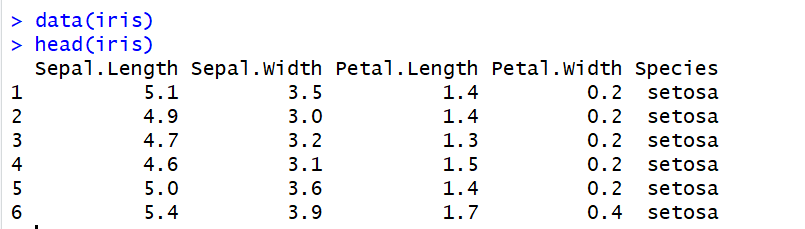 > data(iris)
> head(iris)
  Sepal.Length Sepal.Width Petal.Length Petal.Width Species
1          5.1         3.5          1.4         0.2  setosa
2          4.9         3.0          1.4         0.2  setosa
3          4.7         3.2          1.3         0.2  setosa
4          4.6         3.1          1.5         0.2  setosa
5          5.0         3.6          1.4         0.2  setosa
6          5.4         3.9          1.7         0.4  setosa